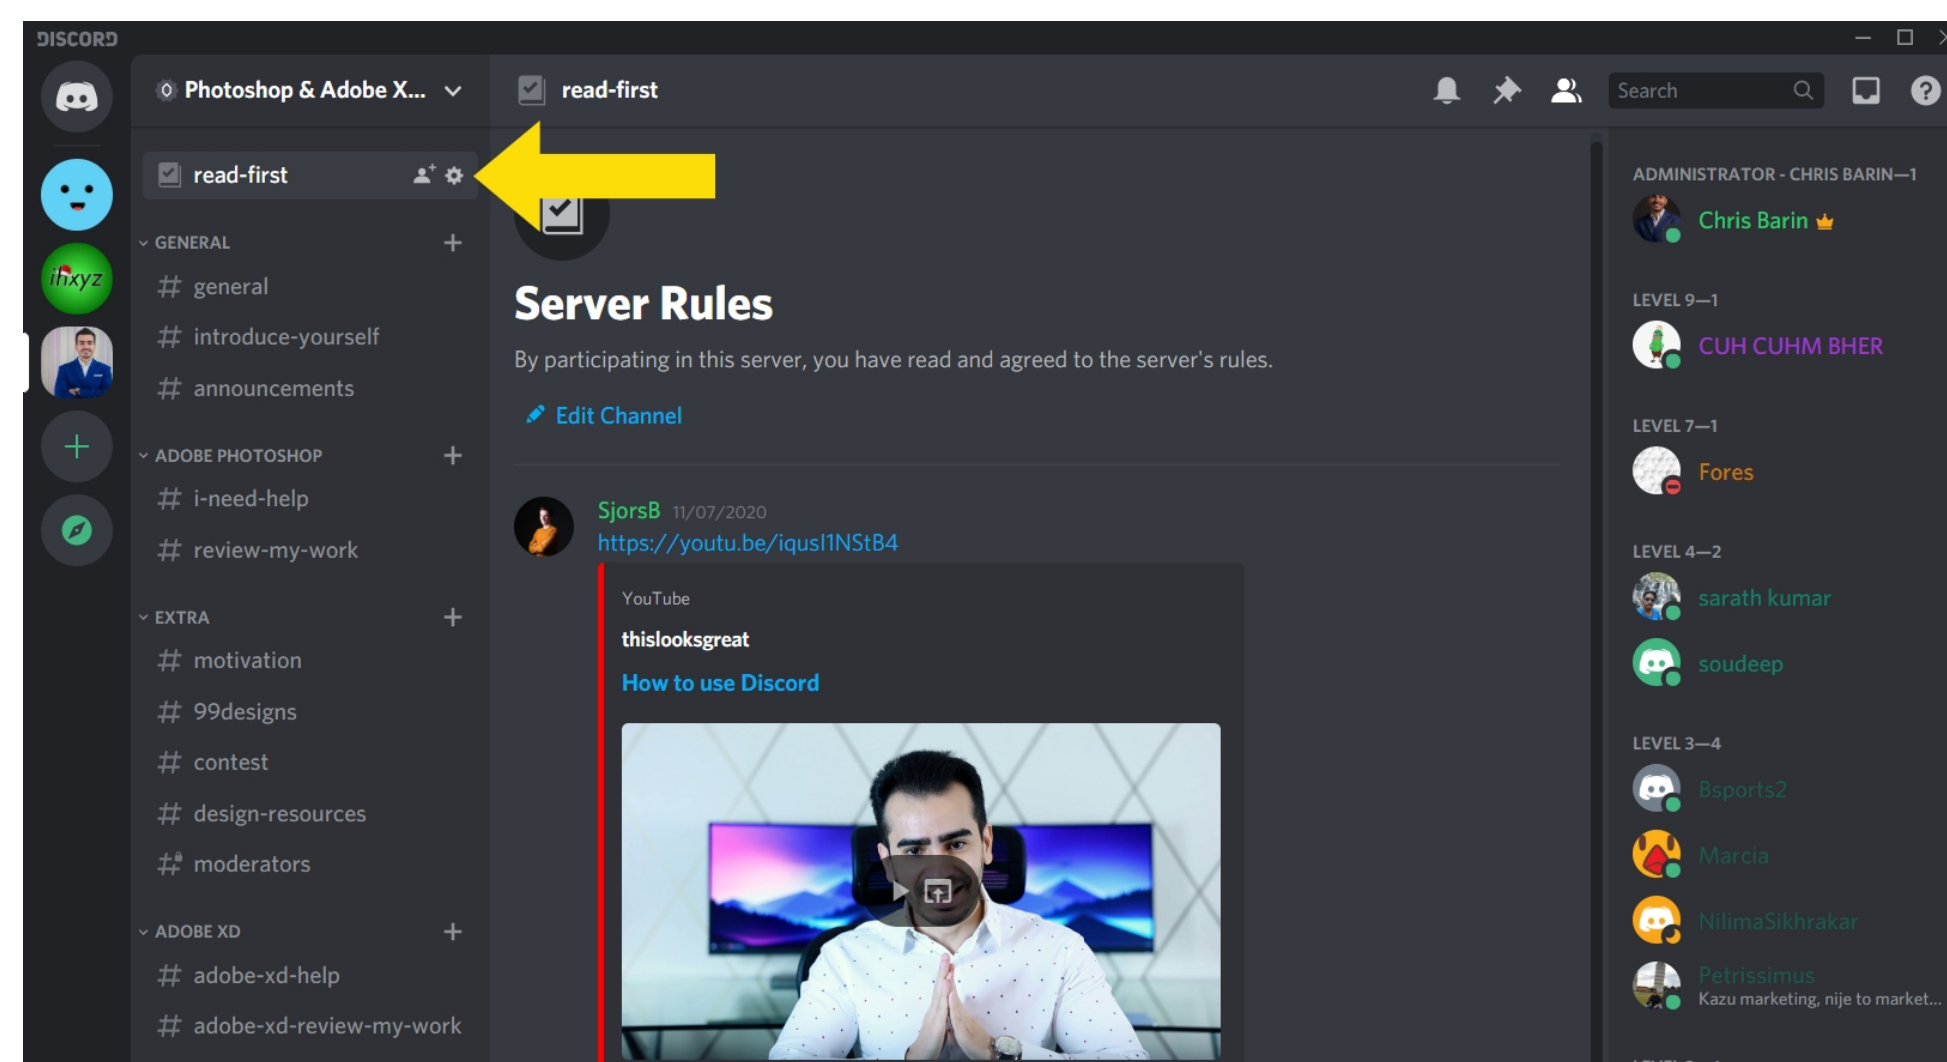 DISCORD
Photoshop & Adobe X...
read-first
Search
read-first
GENERAL
general
introduce-yourself
announcements
ADOBE PHOTOSHOP
i-need-help
review-my-work
EXTRA
motivation
99designs
contest
design-resources
moderators
ADOBE XD
adobe-xd-help
adobe-xd-review-my-work
ihxyz
Server Rules
By participating in this server, you have read and agreed to the server's rules.
Edit Channel
SjorsB 11/07/2020
https://youtu.be/iqusl1NStB4
YouTube
thislooksgreat
How to use Discord
ADMINISTRATOR - CHRIS BARIN—1
Chris Barin
LEVEL 9—1
CUH CUHM BHER
LEVEL 7—1
Fores
LEVEL 4—2
sarath kumar
soudeep
LEVEL 3—4
Bsports2
Marcia
NilimaSikhrakar
Petrissimus
Kazu marketing, nije to market...